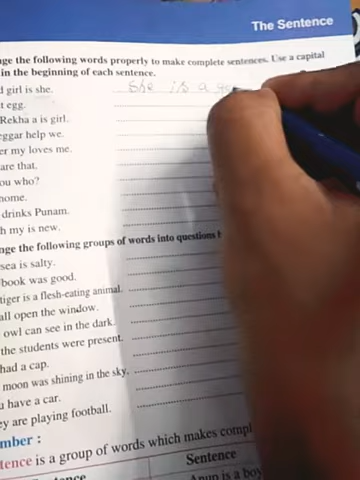 The Sentence
nge the following words properly to make complete sentences. Use a capital
in the beginning of each sentence.
d girl is she. She is a
t egg.
Rekha a is girl.
eggar help we.
er my loves me.
are that.
ou who?
home.
drinks Punam.
h my is new.
nge the following groups of words into questions
sea is salty.
book was good.
tiger is a flesh-eating animal.
all open the window.
owl can see in the dark.
the students were present.
had a cap.
moon was shining in the sky.
u have a car.
ey are playing football.
mber :
tence is a group of words which makes compl
Sentence
is a boy